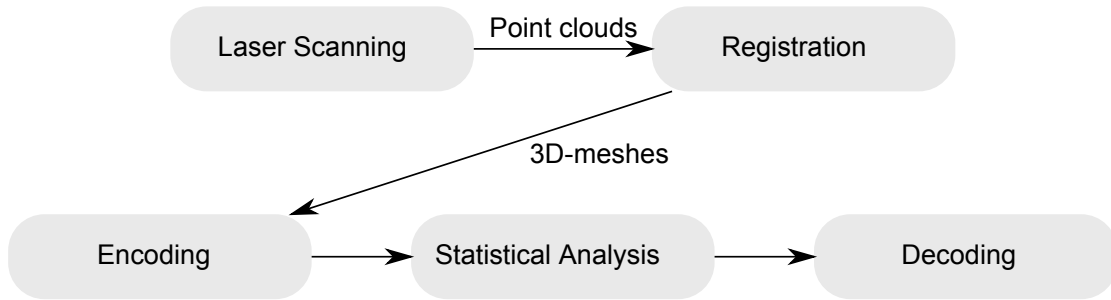 Laser Scanning
Point clouds
Registration
3D-meshes
Encoding
Statistical Analysis
Decoding